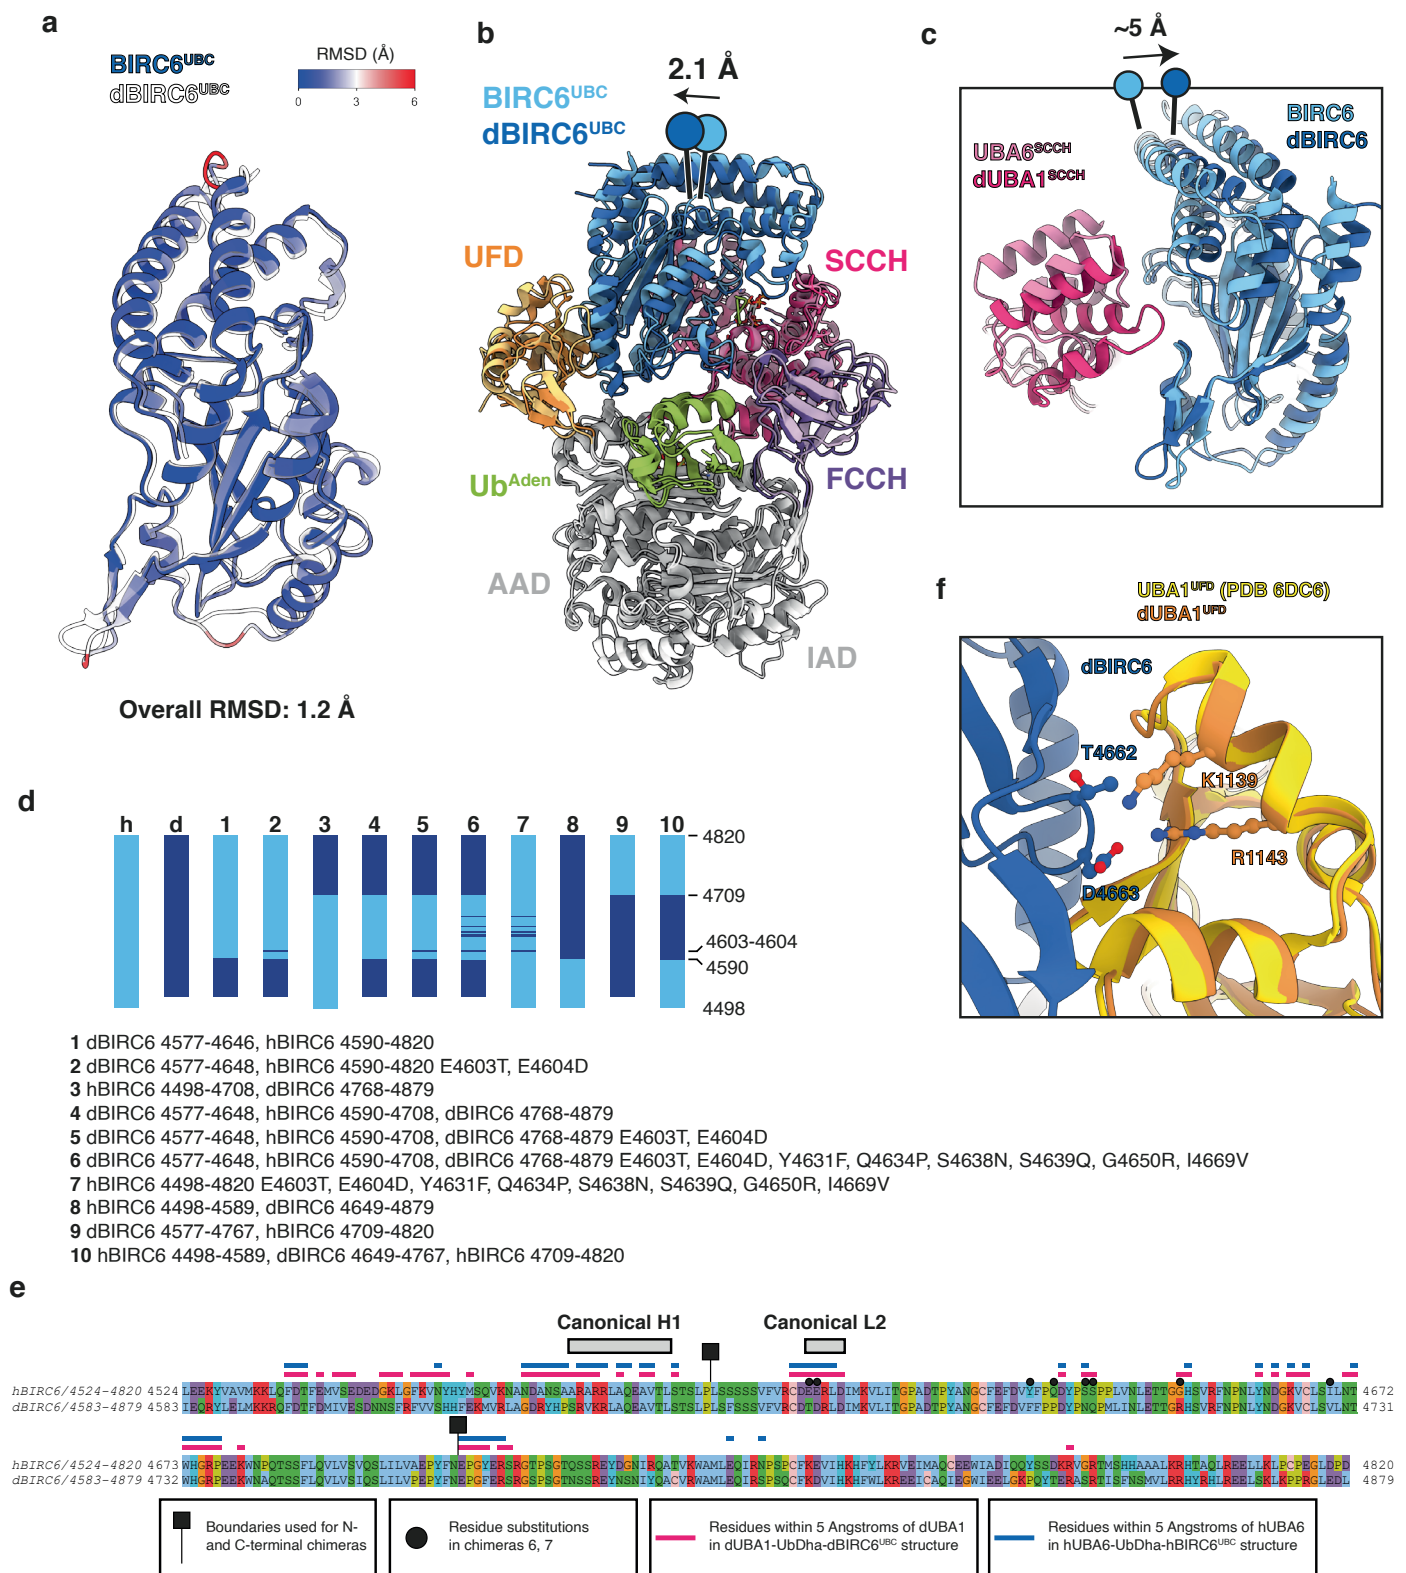 a
BIRC6UBC
dBIRC6UBC
RMSD (Å)
0 3 6
Overall RMSD: 1.2 Å
b
2.1 Å
BIRC6UBC
dBIRC6UBC
UFD
SCCH
UbAden
FCCH
AAD
IAD
c
~5 Å
BIRC6
dBIRC6
UBA6SCCH
dUBA1SCCH
f
UBA1UFD (PDB 6DC6)
dUBA1UFD
dBIRC6
T4662
K1139
R1143
D4663
d
h d 1 2 3 4 5 6 7 8 9 10
4820
4709
4603-4604
4590
4498
1 dBIRC6 4577-4646, hBIRC6 4590-4820
2 dBIRC6 4577-4648, hBIRC6 4590-4820 E4603T, E4604D
3 hBIRC6 4498-4708, dBIRC6 4768-4879
4 dBIRC6 4577-4648, hBIRC6 4590-4708, dBIRC6 4768-4879
5 dBIRC6 4577-4648, hBIRC6 4590-4708, dBIRC6 4768-4879 E4603T, E4604D
6 dBIRC6 4577-4648, hBIRC6 4590-4708, dBIRC6 4768-4879 E4603T, E4604D, Y4631F, Q4634P, S4638N, S4639Q, G4650R, I4669V
7 hBIRC6 4498-4820 E4603T, E4604D, Y4631F, Q4634P, S4638N, S4639Q, G4650R, I4669V
8 hBIRC6 4498-4589, dBIRC6 4649-4879
9 dBIRC6 4577-4767, hBIRC6 4709-4820
10 hBIRC6 4498-4589, dBIRC6 4649-4767, hBIRC6 4709-4820
e
Canonical H1 Canonical L2
hBIRC6/4524-4820 4524 LEEKYVAVMKKLQFDTFEMVSEDEDGKLGFKVNYHYMSQVKNANDANSAARARRLAQEAVTLSTSLPLSSSSSVFVRCDEERLDIMKVLITGPADTPYANGCFEFDVYFPQDYPSSPPLVNLETTGGHSVRFNPNLYNDGKVCLSILNT 4672
dBIRC6/4583-4879 4583 IEQRYLELMKKRQFDTFDMIVESDNNSFRFVVSHHFEKMVRLAGDRYHPSRVKRLAQEAVTLSTSLPLSFSSSVFVRCDTDRLDIMKVLITGPADTPYANGCFEFDVFFPPDYPNQPMLINLETTGRHSVRFNPNLYNDGKVCLSVLNT 4731
hBIRC6/4524-4820 4673 WHGRPEEKWNPQTSSFLQVLVSVQSLILVAEPYFNEPGYERSRGTPSGTQSSREYDGNIRQATVKWAMLEQIRNPSPCFKEVIHKHFYLKRVEIMAQCEEWIADIQQYSSDKRVGRTMSHHAAALKRHTAQLREELLKLPCPEGLDPD 4820
dBIRC6/4583-4879 4732 WHGRPEEKWNAQTSSFLQVLVSIQSLILVPEPYFNEPGFERSRGTPSGTNSSREYDSNIYQACVRWAMLEQIRSPSPCFKDVIHKHFWLKREEICAQIEGWIEELGKPQYTERASRTISFNSMVLRRHYRHLREELSKLKPPRGLEDL 4879
Boundaries used for N-
and C-terminal chimeras
Residue substitutions
in chimeras 6, 7
Residues within 5 Angstroms of dUBA1
in dUBA1-UbDha-dBIRC6UBC structure
Residues within 5 Angstroms of hUBA6
in hUBA6-UbDha-hBIRC6UBC structure